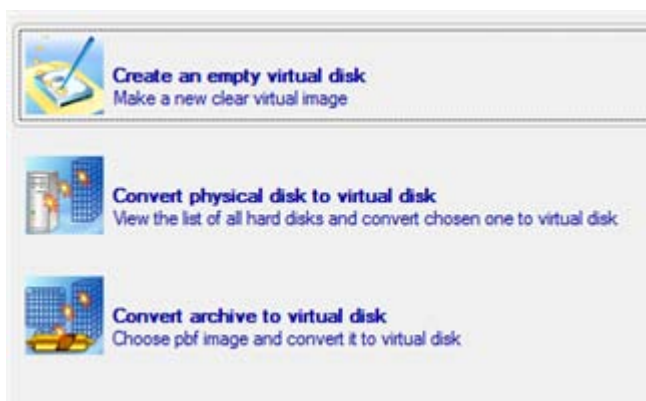 Create an empty virtual disk
Make a new clear virtual image
Convert physical disk to virtual disk
View the list of all hard disks and convert chosen one to virtual disk
Convert archive to virtual disk
Choose pbf image and convert it to virtual disk